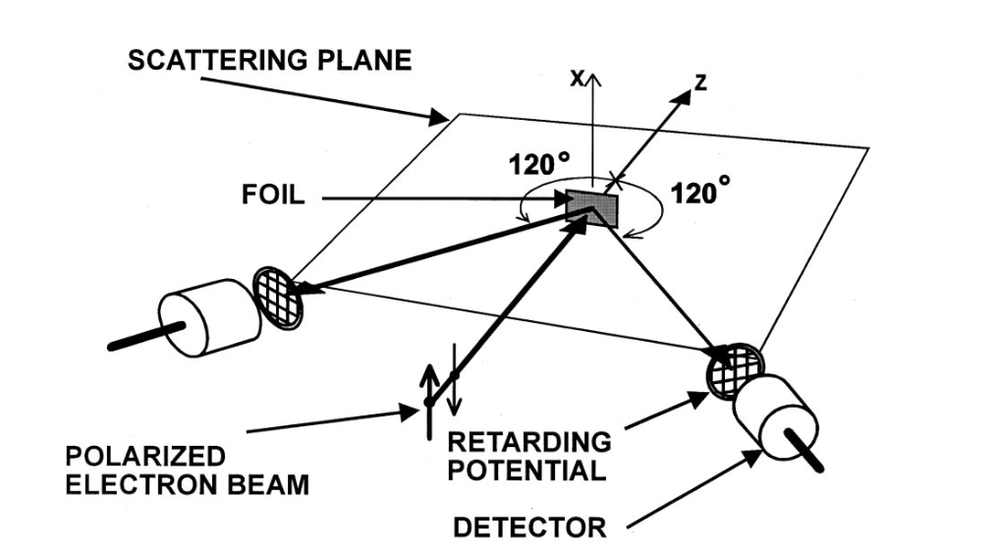 SCATTERING PLANE
X
Z
120°
120°
FOIL
POLARIZED
ELECTRON BEAM
RETARDING
POTENTIAL
DETECTOR